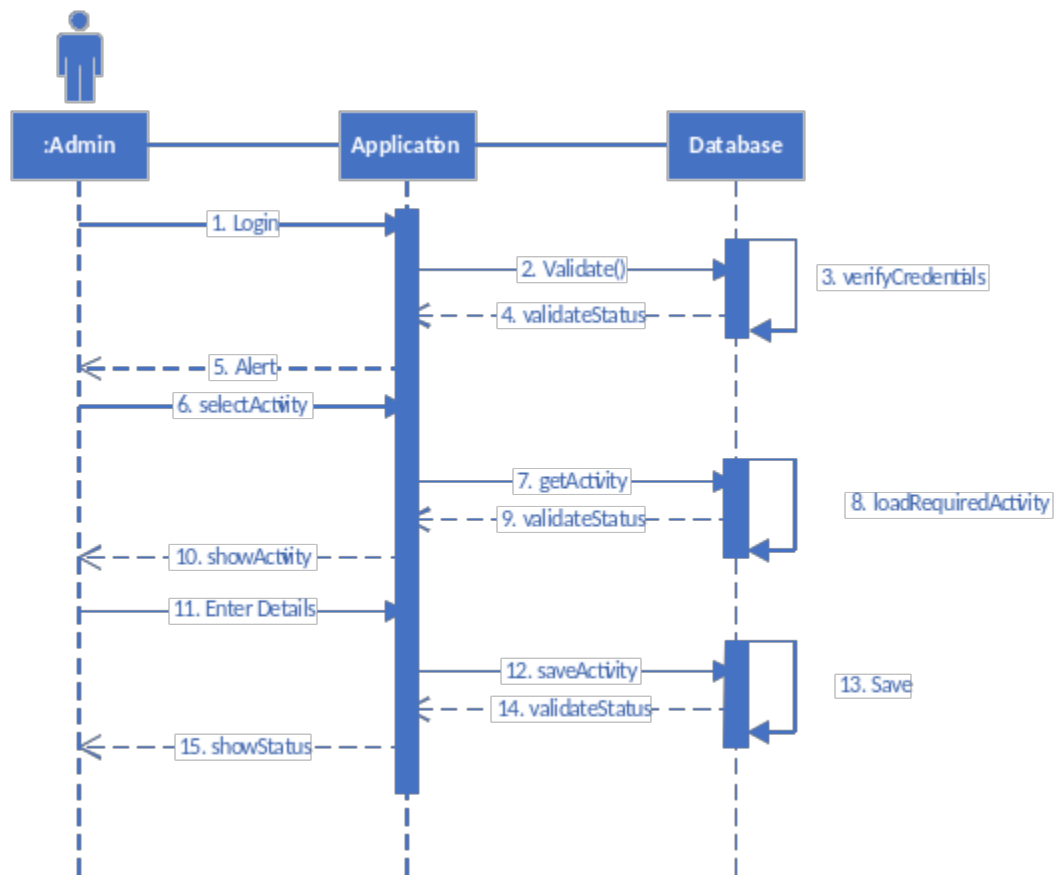 :Admin
Application
Database
1. Login
2. Validate()
3. verifyCredentials
4. validateStatus
5. Alert
6. selectActivity
7. getActivity
8. loadRequiredActivity
9. validateStatus
10. showActivity
11. Enter Details
12. saveActivity
13. Save
14. validateStatus
15. showStatus